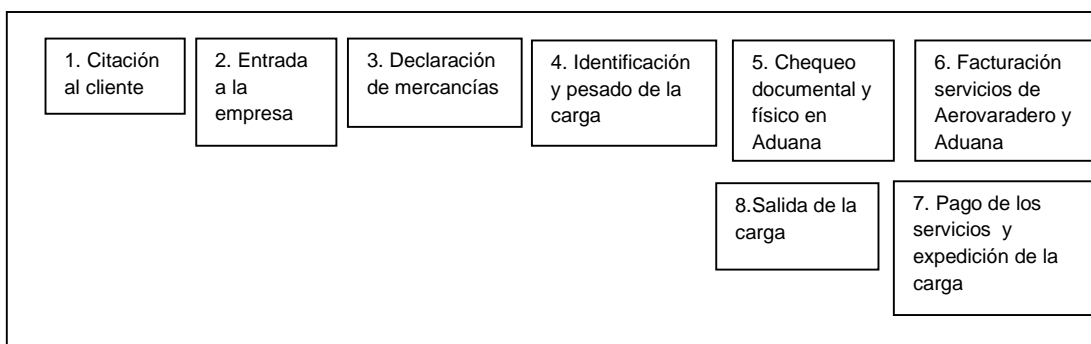 1. Citación
al cliente
2. Entrada
a la
empresa
3. Declaración
de mercancías
4. Identificación
y pesado de la
carga
5. Chequeo
documental y
físico en
Aduana
6. Facturación
servicios de
Aerovaradero y
Aduana
7. Pago de los
servicios y
expedición de la
carga
8.Salida de la
carga